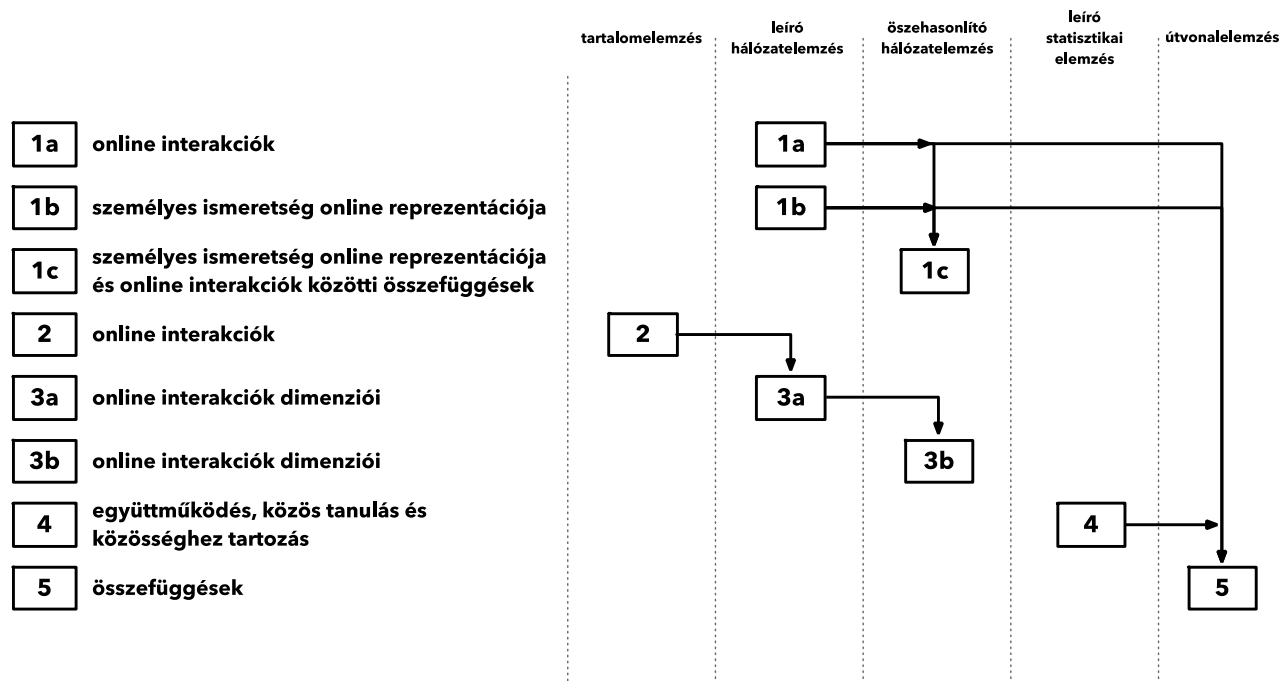 tartalomelemzés
leíró
hálózatelemzés
öszehasonlító
hálózatelemzés
leíró
statisztikai
elemzés
útvonalelemzés
1a online interakciók
1a
1b személyes ismeretség online reprezentációja
1b
1c személyes ismeretség online reprezentációja
és online interakciók közötti összefüggések
1c
2 online interakciók
2
3a online interakciók dimenziói
3a
3b online interakciók dimenziói
3b
4 együttműködés, közös tanulás és
közösséghez tartozás
4
5 összefüggések
5